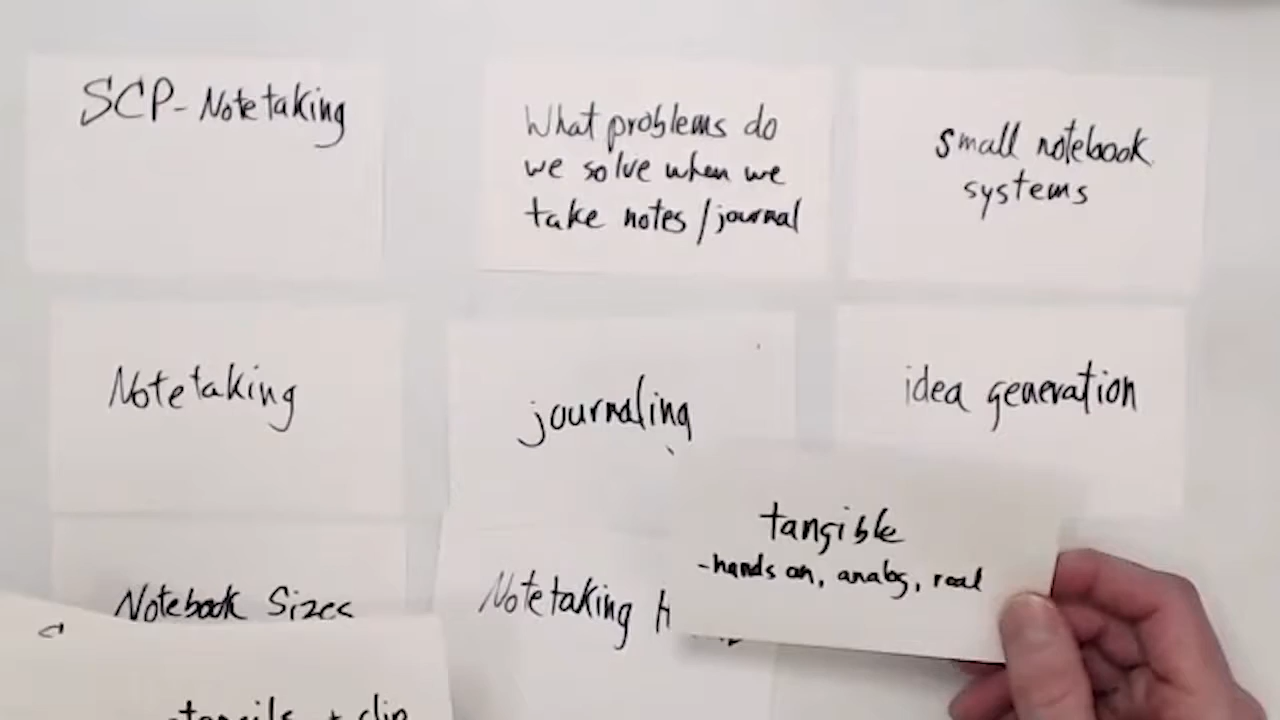 SCP- Notetaking
What problems do
we solve when we
take notes / journal
small notebook
systems
Notetaking
journaling
idea generation
tangible
-hands on, analog, real
Notebook Sizes
Notetaking
+ clip